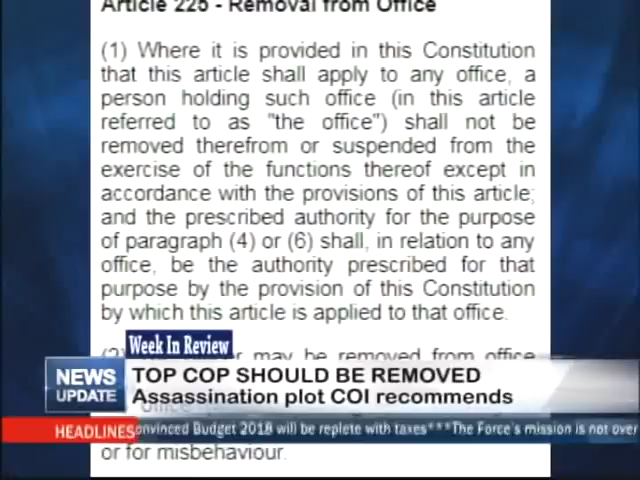 Article 225 - Removal from Office
(1) Where it is provided in this Constitution
that this article shall apply to any office, a
person holding such office (in this article
referred to as "the office") shall not be
removed therefrom or suspended from the
exercise of the functions thereof except in
accordance with the provisions of this article;
and the prescribed authority for the purpose
of paragraph (4) or (6) shall, in relation to any
office, be the authority prescribed for that
purpose by the provision of this Constitution
by which this article is applied to that office.
Week In Review
may be removed from office
NEWS
UPDATE
TOP COP SHOULD BE REMOVED
Assassination plot COI recommends
HEADLINES
onvinced Budget 2018 will be replete with taxes***The Force's mission is not over
or for misbehaviour.